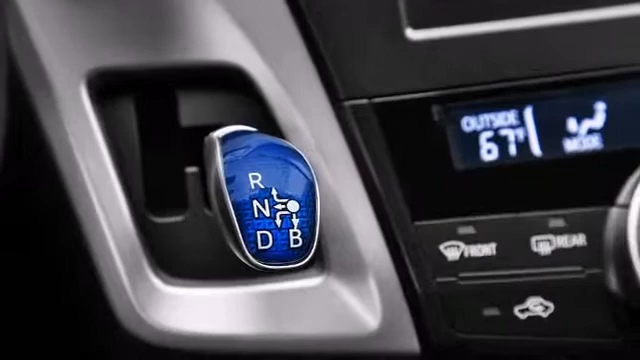 R
N
D B
OUTSIDE
67°F
MODE
FRONT
REAR